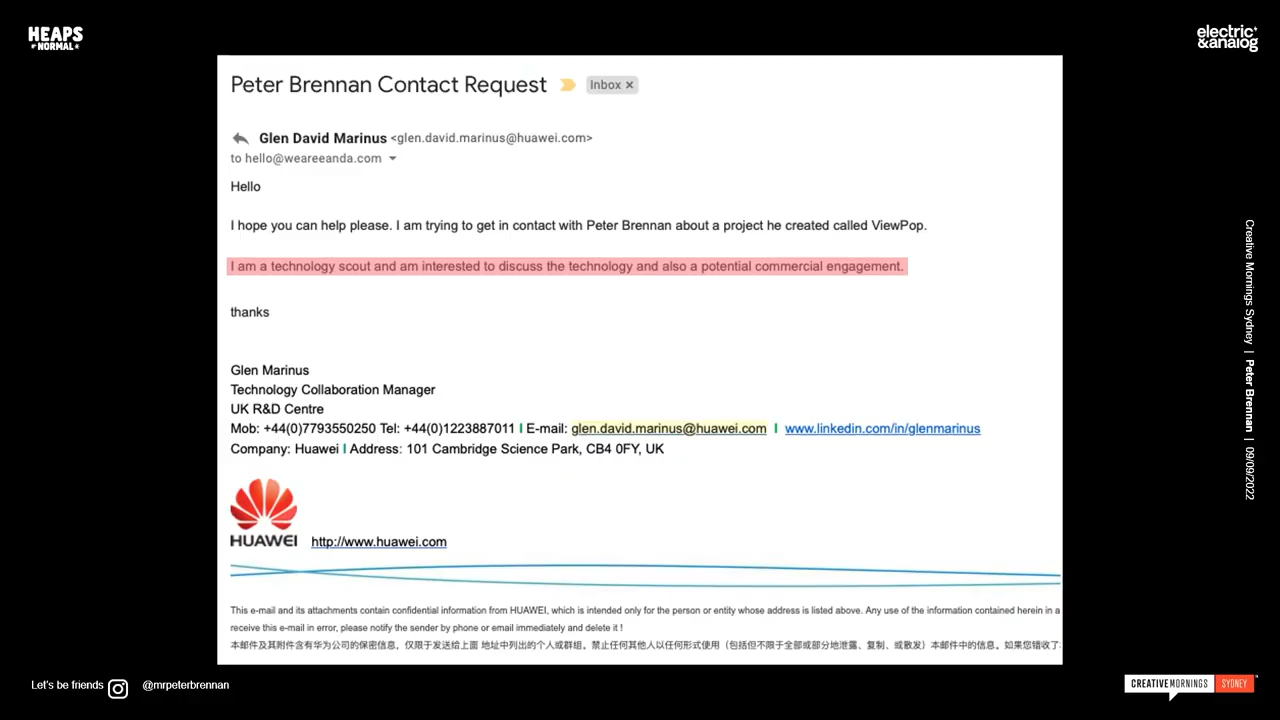 HEAPS
NORMAL
electric
&analog
Peter Brennan Contact Request
Inbox ×
Glen David Marinus <glen.david.marinus@huawei.com>
to hello@weareeanda.com
Hello
I hope you can help please. I am trying to get in contact with Peter Brennan about a project he created called ViewPop.
I am a technology scout and am interested to discuss the technology and also a potential commercial engagement.
thanks
Glen Marinus
Technology Collaboration Manager
UK R&D Centre
Mob: +44(0)7793550250 Tel: +44(0)1223887011 I E-mail: glen.david.marinus@huawei.com I www.linkedin.com/in/glenmarinus
Company: Huawei I Address: 101 Cambridge Science Park, CB4 0FY, UK
HUAWEI
http://www.huawei.com
This e-mail and its attachments contain confidential information from HUAWEI, which is intended only for the person or entity whose address is listed above. Any use of the information contained herein in a
receive this e-mail in error, please notify the sender by phone or email immediately and delete it !
本邮件及其附件含有华为公司的保密信息，仅限于发送给上面 地址中列出的个人或群组。禁止任何其他人以任何形式使用（包括但不限于全部或部分地泄露、复制、或散发）本邮件中的信息。如果您错收了
Creative Mornings Sydney | Peter Brennan | 09/09/2022
Let's be friends
@mrpeterbrennan
CREATIVEMORNINGS SYDNEY